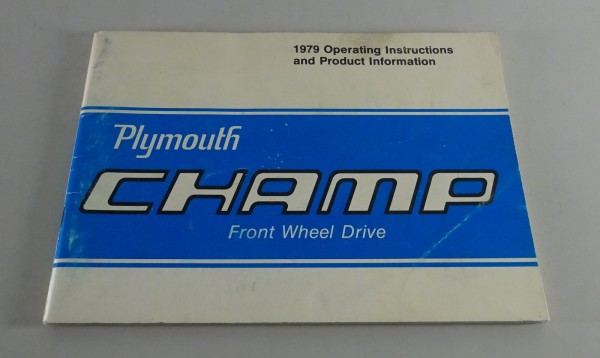 1979 Operating Instructions
and Product Information
Plymouth
CHAMP
Front Wheel Drive